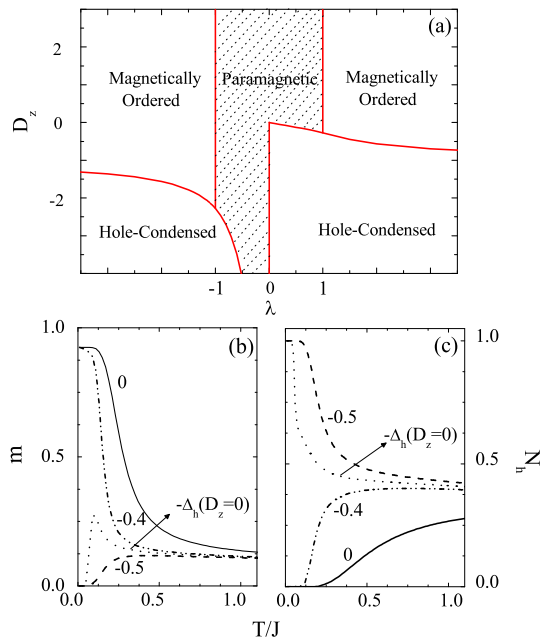 (a)
2
Magnetically
Ordered
Paramagnetic
Magnetically
Ordered
D_z
0
-2
Hole-Condensed
Hole-Condensed
-1
0
1
λ
1.0
(b)
0
m
0.5
-0.4
-Δ_h(D_z=0)
-0.5
0.0
0.0
0.5
1.0
(c)
1.0
-0.5
-Δ_h(D_z=0)
N_h
0.5
-0.4
0
0.0
0.0
0.5
1.0
T/J